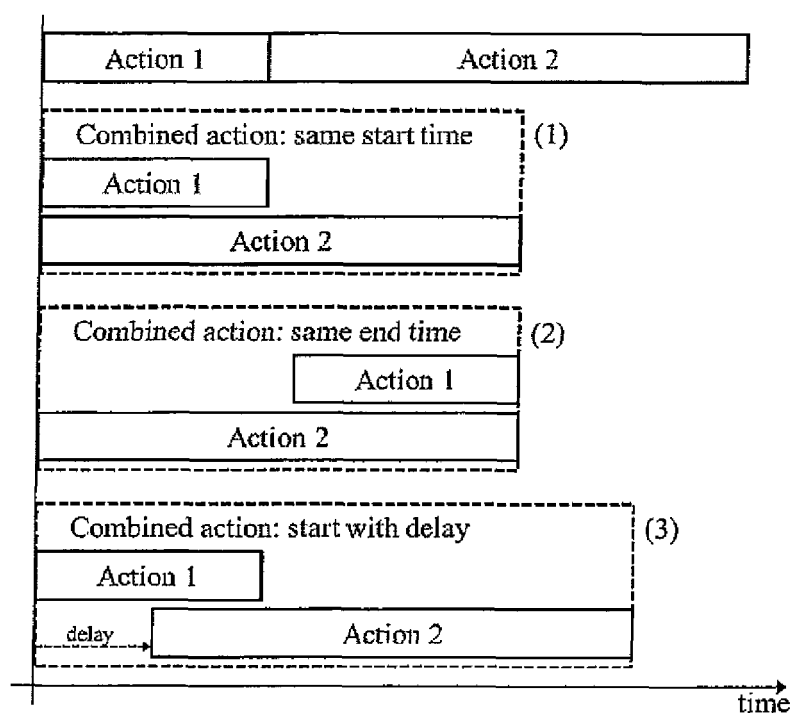 Action 1 Action 2
Combined action: same start time (1)
Action 1
Action 2
Combined action: same end time (2)
Action 1
Action 2
Combined action: start with delay (3)
Action 1
delay Action 2
time